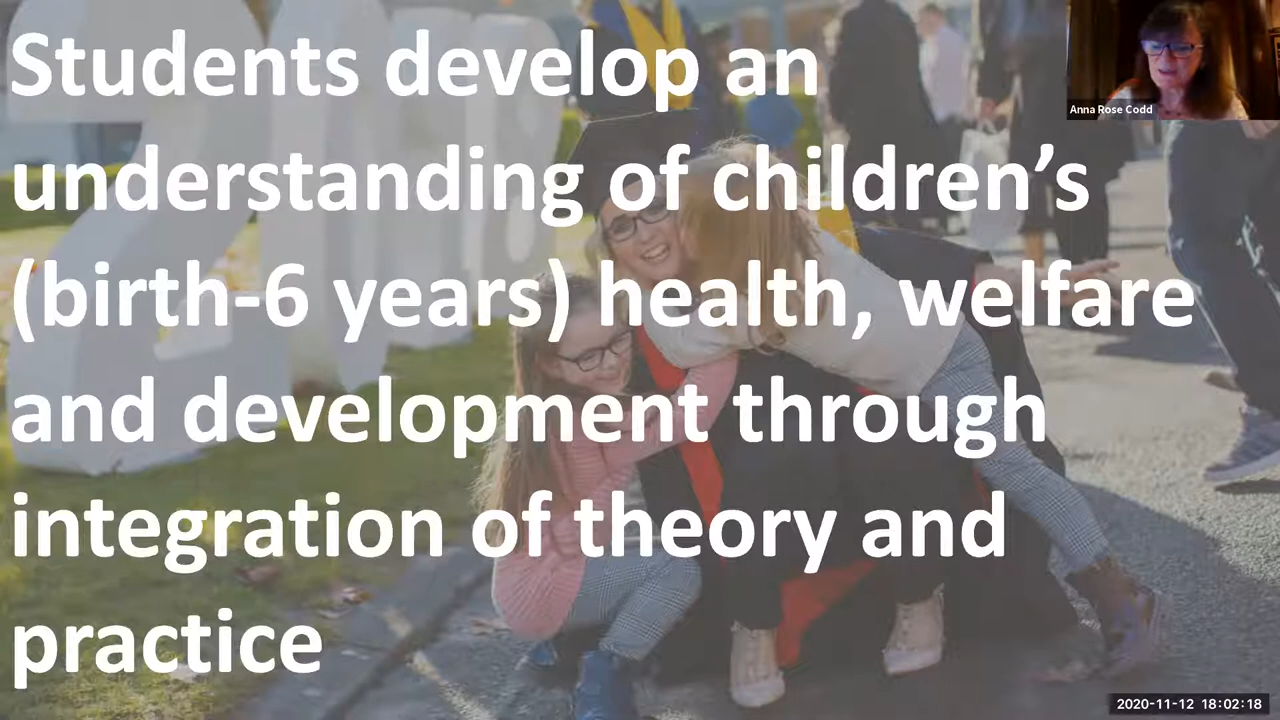 Students develop an
understanding of children’s
(birth-6 years) health, welfare
and development through
integration of theory and
practice
Anna Rose Codd
2020-11-12 18:02:18